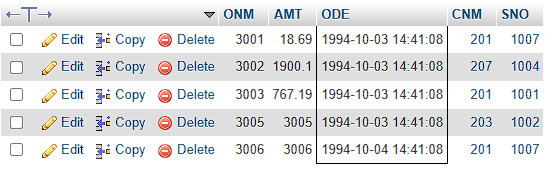 ONM AMT ODE CNM SNO
Edit Copy Delete 3001 18.69 1994-10-03 14:41:08 201 1007
Edit Copy Delete 3002 1900.1 1994-10-03 14:41:08 207 1004
Edit Copy Delete 3003 767.19 1994-10-03 14:41:08 201 1001
Edit Copy Delete 3005 3005 1994-10-03 14:41:08 203 1002
Edit Copy Delete 3006 3006 1994-10-04 14:41:08 201 1007